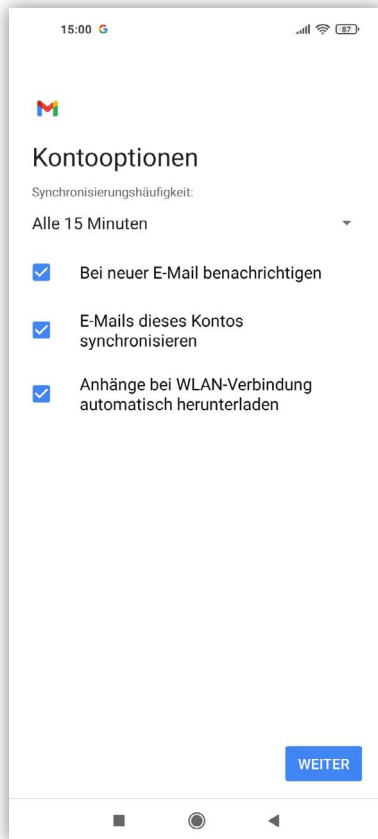 15:00 G 87
Kontooptionen
Synchronisierungshäufigkeit:
Alle 15 Minuten
Bei neuer E-Mail benachrichtigen
E-Mails dieses Kontos
synchronisieren
Anhänge bei WLAN-Verbindung
automatisch herunterladen
WEITER